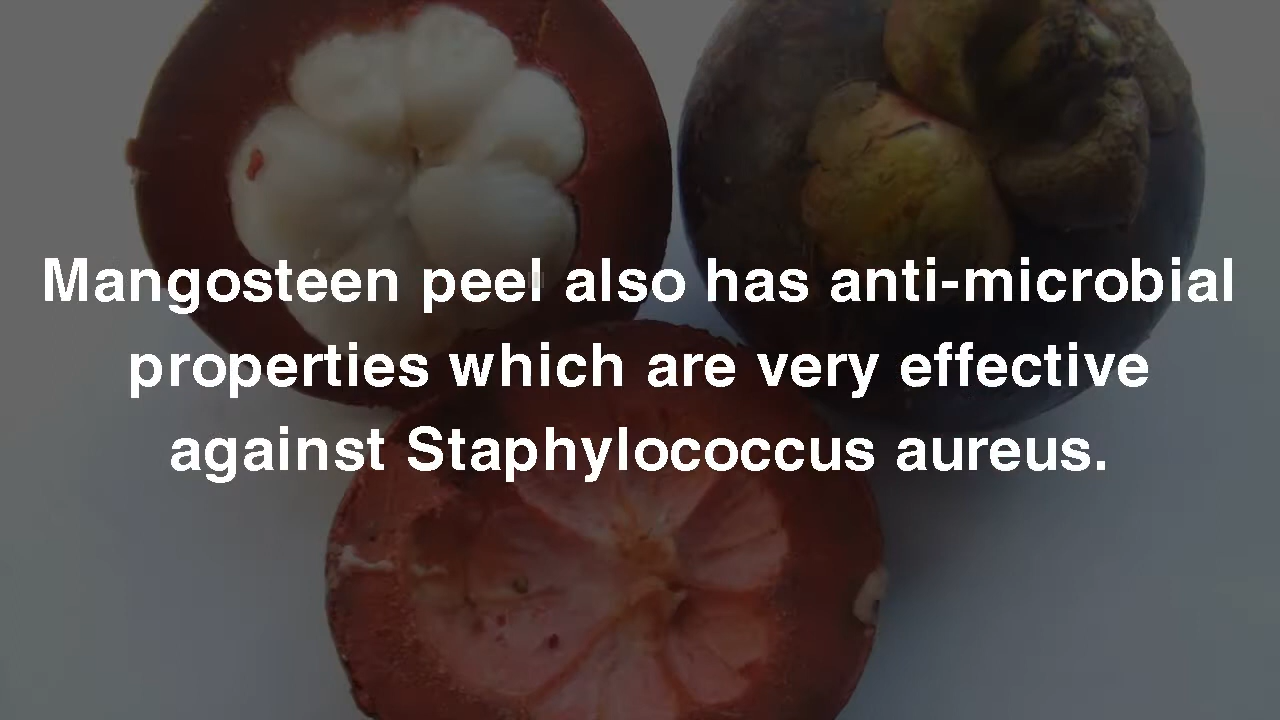 Mangosteen peel also has anti-microbial
properties which are very effective
against Staphylococcus aureus.